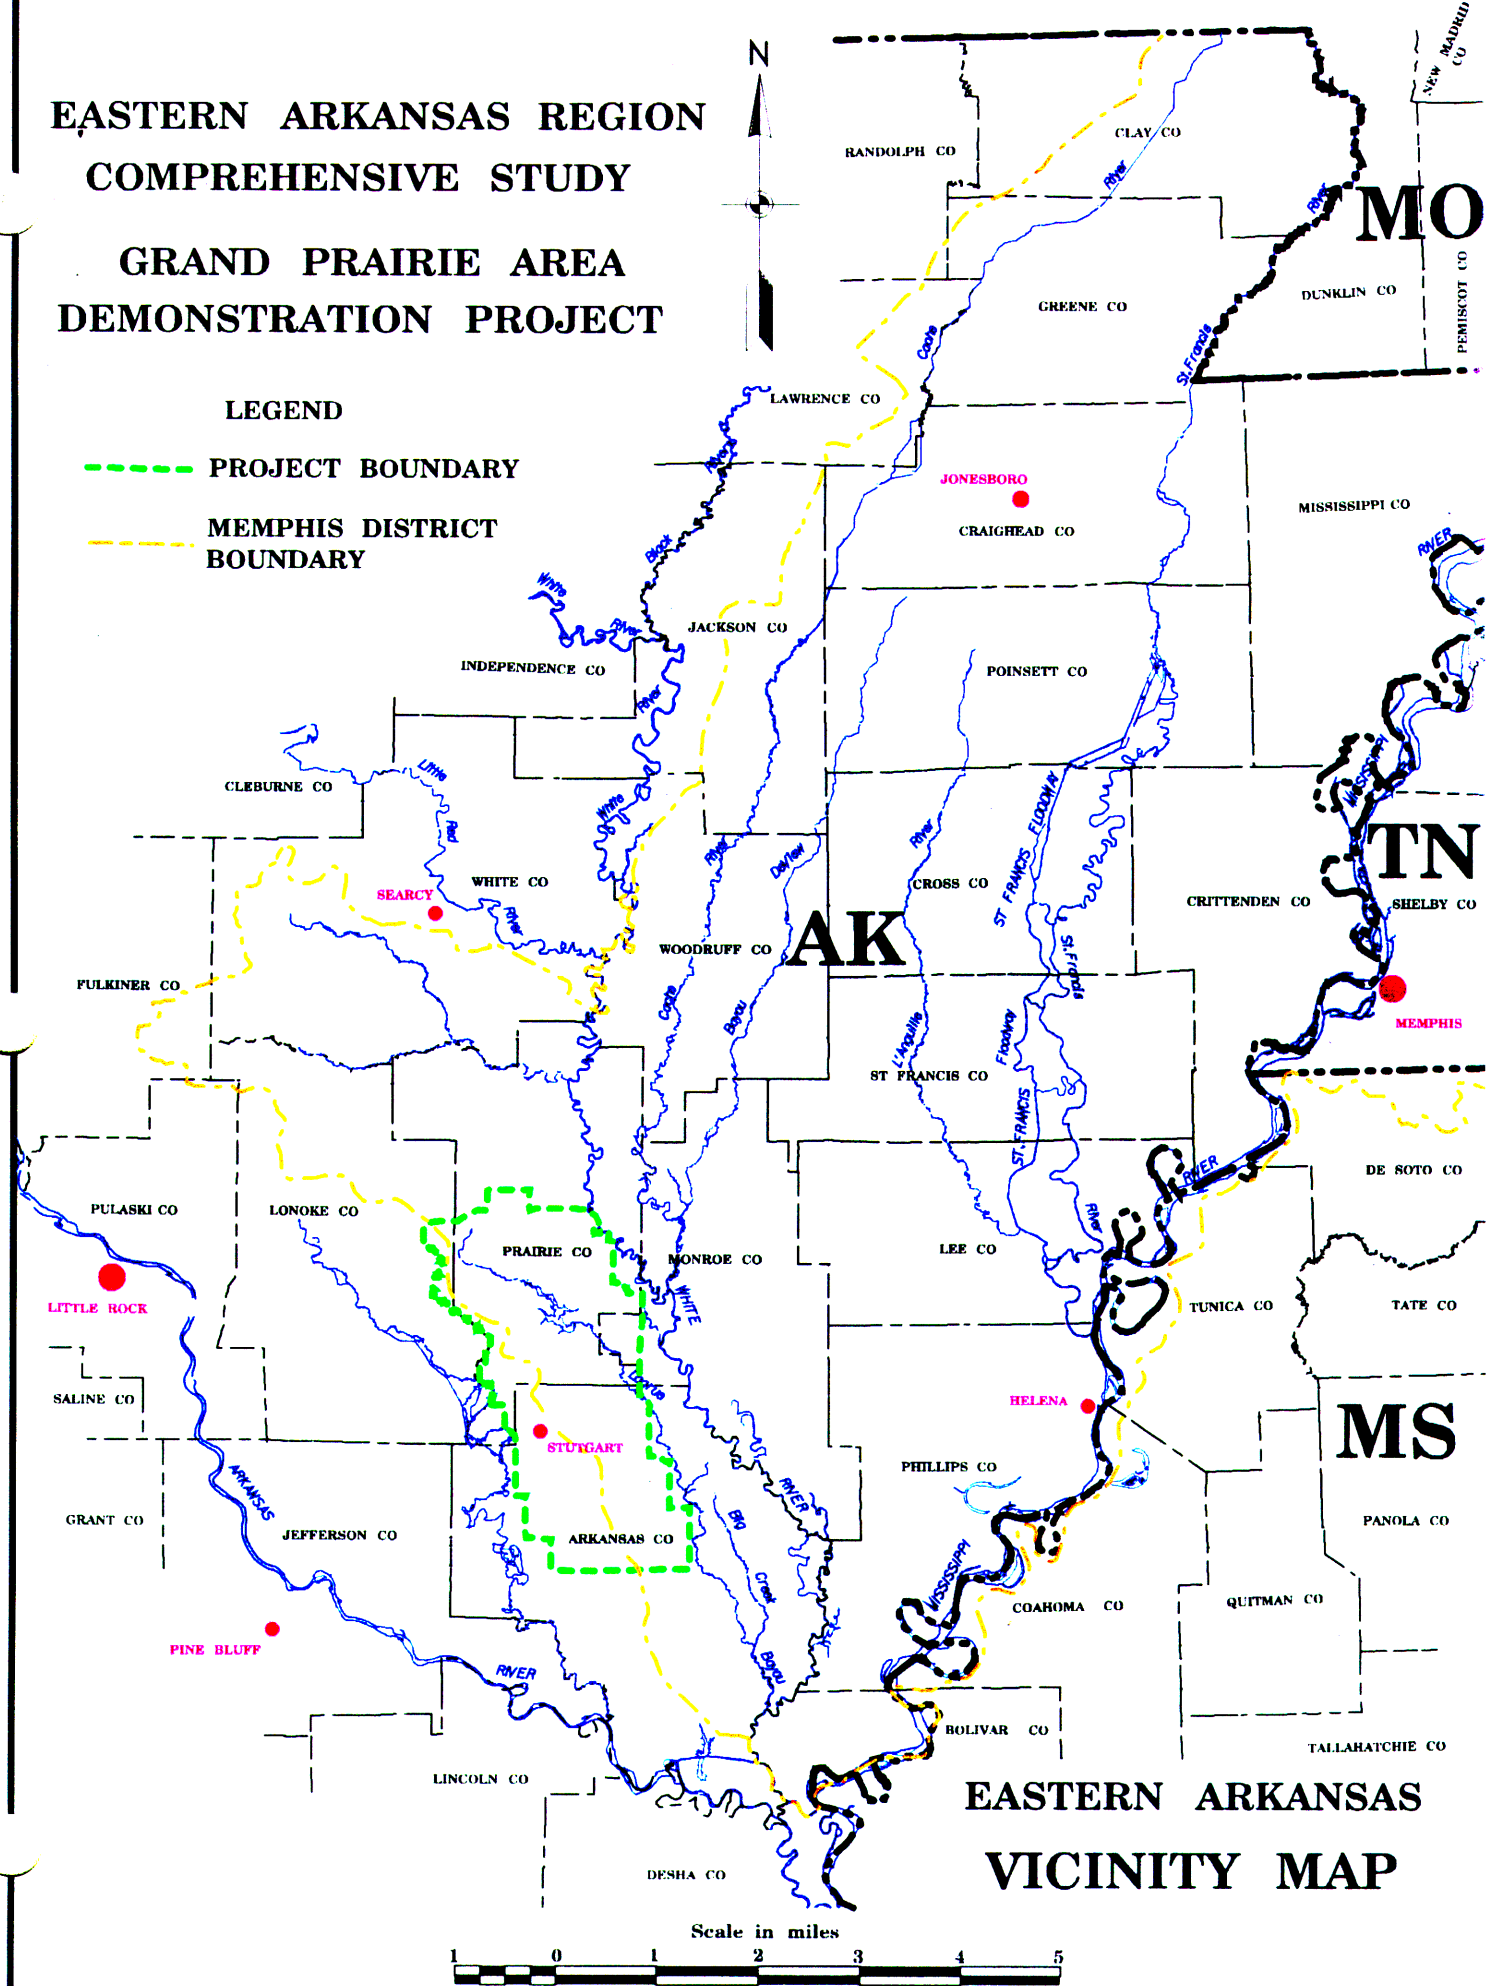 N
EASTERN ARKANSAS REGION
COMPREHENSIVE STUDY
GRAND PRAIRIE AREA
DEMONSTRATION PROJECT
LEGEND
PROJECT BOUNDARY
MEMPHIS DISTRICT
BOUNDARY
NEW MADRID
CO
RANDOLPH CO
CLAY CO
River
River
MO
PEMISCOT CO
DUNKLIN CO
GREENE CO
Cache
St. Francis
LAWRENCE CO
River
JONESBORO
CRAIGHEAD CO
MISSISSIPPI CO
RIVER
Black
White
River
JACKSON CO
INDEPENDENCE CO
POINSETT CO
River
CLEBURNE CO
Little
Red
River
White
River
DeView
River
ST FRANCIS FLOODWAY
MISSISSIPPI
TN
WHITE CO
SEARCY
CROSS CO
CRITTENDEN CO
SHELBY CO
WOODRUFF CO
AK
St. Francis
FULKINER CO
Cache
Bayou
L'Anguille
Floodway
MEMPHIS
ST FRANCIS CO
ST. FRANCIS
RIVER
DE SOTO CO
PULASKI CO
LONOKE CO
PRAIRIE CO
MONROE CO
LEE CO
River
LITTLE ROCK
WHITE
TUNICA CO
TATE CO
SALINE CO
HELENA
MS
STUTGART
PHILLIPS CO
ARKANSAS
RIVER
GRANT CO
JEFFERSON CO
ARKANSAS CO
Big
Creek
Bayou
PANOLA CO
MISSISSIPPI
COAHOMA CO
QUITMAN CO
PINE BLUFF
RIVER
BOLIVAR CO
TALLAHATCHIE CO
LINCOLN CO
EASTERN ARKANSAS
VICINITY MAP
DESHA CO
Scale in miles
1 0 1 2 3 4 5